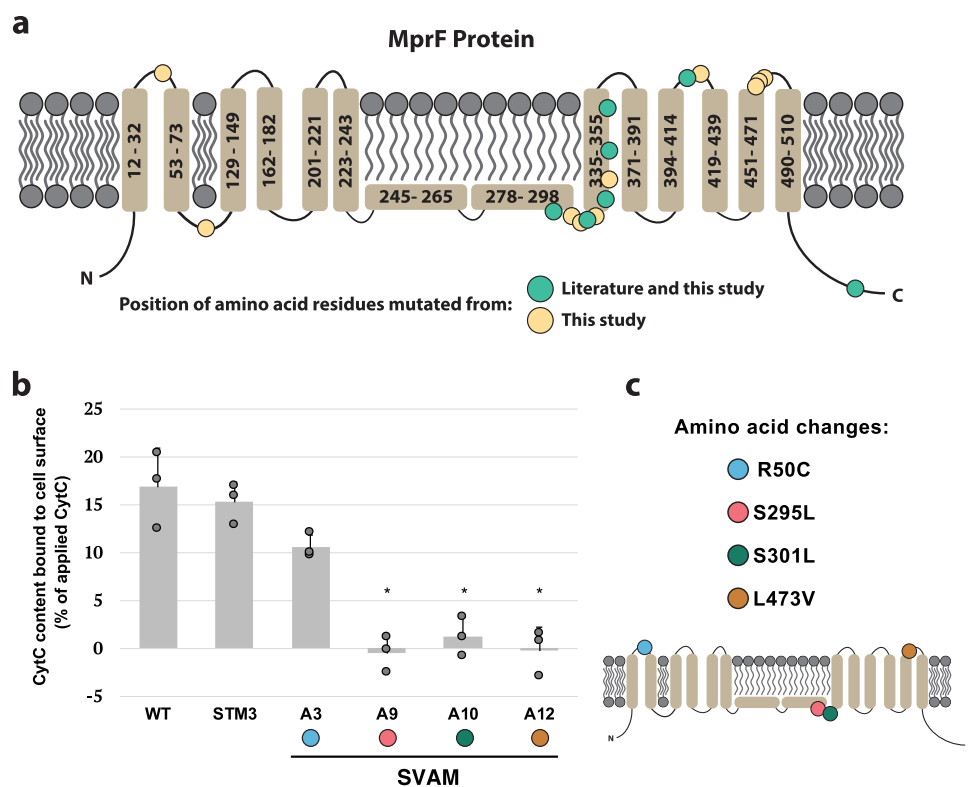 a
MprF Protein
12- 32
53 - 73
129 - 149
162- 182
201 - 221
223- 243
245- 265
278 - 298
335- 355
371- 391
394- 414
419- 439
451- 471
490- 510
N
C
Position of amino acid residues mutated from:
Literature and this study
This study
b
CytC content bound to cell surface
(% of applied CytC)
25
20
15
10
5
0
-5
* * *
WT STM3 A3 A9 A10 A12
SVAM
c
Amino acid changes:
R50C
S295L
S301L
L473V
N